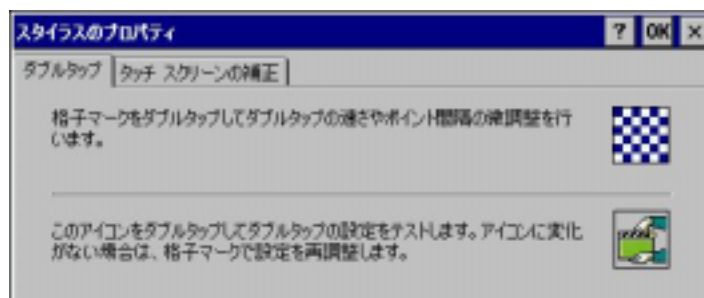 スタイラスのプロパティ ? OK ×
ダブルタップ タッチ スクリーンの補正
格子マークをダブルタップしてダブルタップの速さやポイント間隔の微調整を行
います。
このアイコンをダブルタップしてダブルタップの設定をテストします。アイコンに変化
がない場合は、格子マークで設定を再調整します。